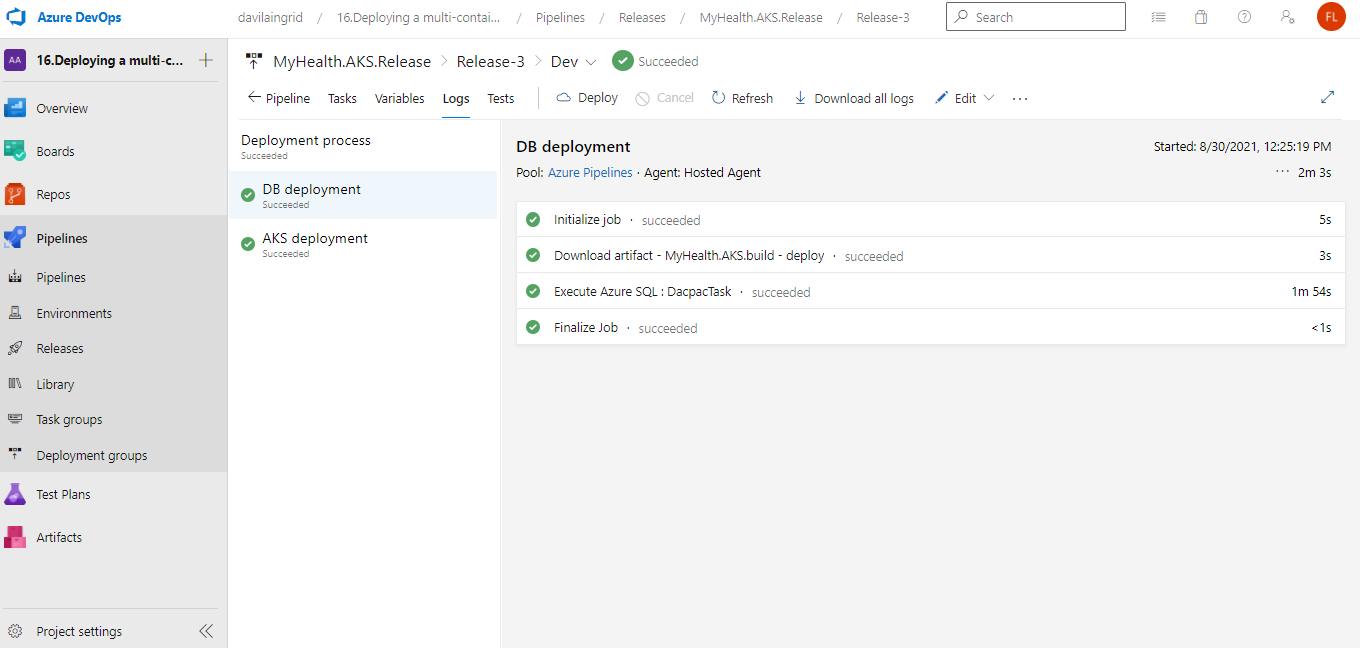 Azure DevOps
davilaingrid / 16.Deploying a multi-contai... / Pipelines / Releases / MyHealth.AKS.Release / Release-3
Search
FL
AA 16.Deploying a multi-c...
Overview
Boards
Repos
Pipelines
Pipelines
Environments
Releases
Library
Task groups
Deployment groups
Test Plans
Artifacts
Project settings
MyHealth.AKS.Release > Release-3 > Dev Succeeded
Pipeline Tasks Variables Logs Tests Deploy Cancel Refresh Download all logs Edit ...
Deployment process
Succeeded
DB deployment
Succeeded
AKS deployment
Succeeded
DB deployment Started: 8/30/2021, 12:25:19 PM
Pool: Azure Pipelines · Agent: Hosted Agent ... 2m 3s
Initialize job · succeeded 5s
Download artifact - MyHealth.AKS.build - deploy · succeeded 3s
Execute Azure SQL : DacpacTask · succeeded 1m 54s
Finalize Job · succeeded <1s